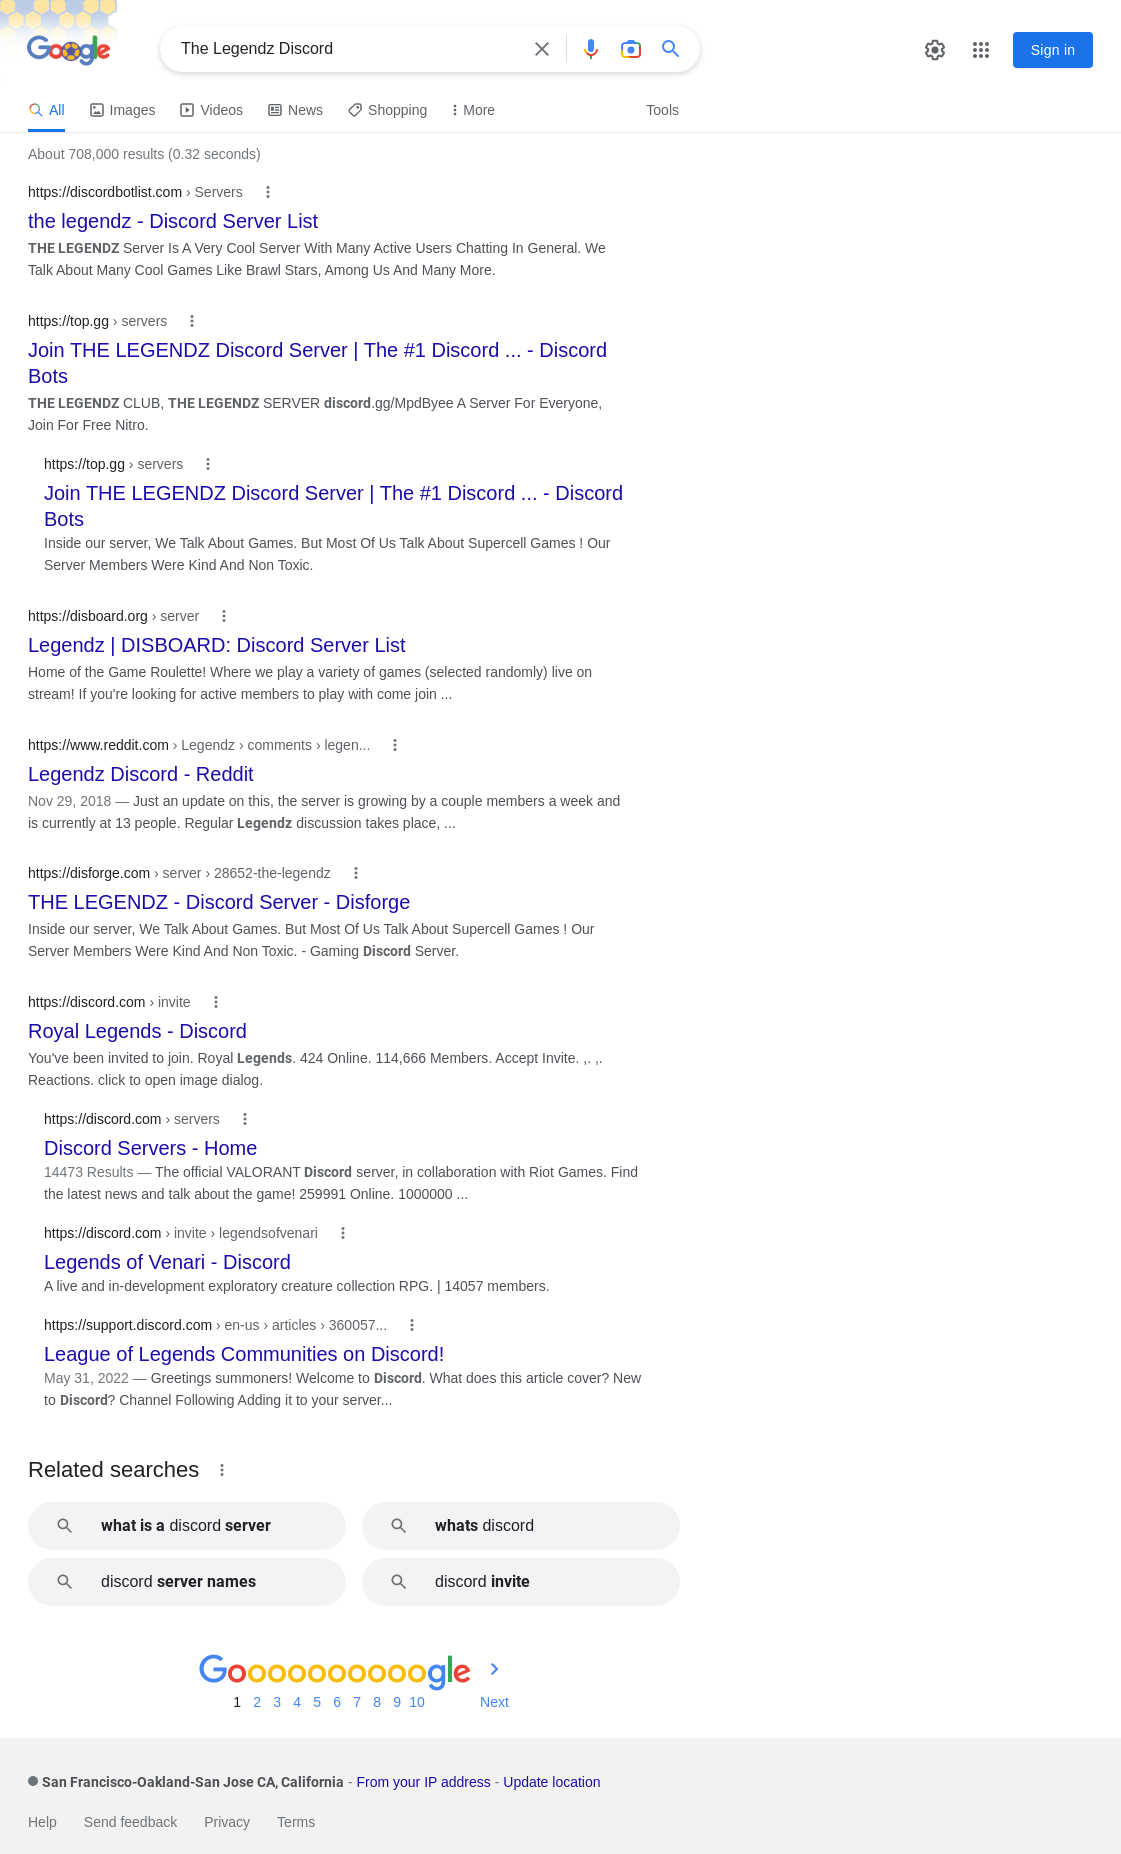 Google
The Legendz Discord
Sign in
All Images Videos News Shopping More Tools
About 708,000 results (0.32 seconds)
https://discordbotlist.com › Servers
the legendz - Discord Server List
THE LEGENDZ Server Is A Very Cool Server With Many Active Users Chatting In General. We
Talk About Many Cool Games Like Brawl Stars, Among Us And Many More.
https://top.gg › servers
Join THE LEGENDZ Discord Server | The #1 Discord ... - Discord
Bots
THE LEGENDZ CLUB, THE LEGENDZ SERVER discord.gg/MpdByee A Server For Everyone,
Join For Free Nitro.
https://top.gg › servers
Join THE LEGENDZ Discord Server | The #1 Discord ... - Discord
Bots
Inside our server, We Talk About Games. But Most Of Us Talk About Supercell Games ! Our
Server Members Were Kind And Non Toxic.
https://disboard.org › server
Legendz | DISBOARD: Discord Server List
Home of the Game Roulette! Where we play a variety of games (selected randomly) live on
stream! If you're looking for active members to play with come join ...
https://www.reddit.com › Legendz › comments › legen...
Legendz Discord - Reddit
Nov 29, 2018 — Just an update on this, the server is growing by a couple members a week and
is currently at 13 people. Regular Legendz discussion takes place, ...
https://disforge.com › server › 28652-the-legendz
THE LEGENDZ - Discord Server - Disforge
Inside our server, We Talk About Games. But Most Of Us Talk About Supercell Games ! Our
Server Members Were Kind And Non Toxic. - Gaming Discord Server.
https://discord.com › invite
Royal Legends - Discord
You've been invited to join. Royal Legends. 424 Online. 114,666 Members. Accept Invite. ,. ,.
Reactions. click to open image dialog.
https://discord.com › servers
Discord Servers - Home
14473 Results — The official VALORANT Discord server, in collaboration with Riot Games. Find
the latest news and talk about the game! 259991 Online. 1000000 ...
https://discord.com › invite › legendsofvenari
Legends of Venari - Discord
A live and in-development exploratory creature collection RPG. | 14057 members.
https://support.discord.com › en-us › articles › 360057...
League of Legends Communities on Discord!
May 31, 2022 — Greetings summoners! Welcome to Discord. What does this article cover? New
to Discord? Channel Following Adding it to your server...
Related searches
what is a discord server
whats discord
discord server names
discord invite
Goooooooooogle
1 2 3 4 5 6 7 8 9 10 Next
San Francisco-Oakland-San Jose CA, California - From your IP address - Update location
Help Send feedback Privacy Terms